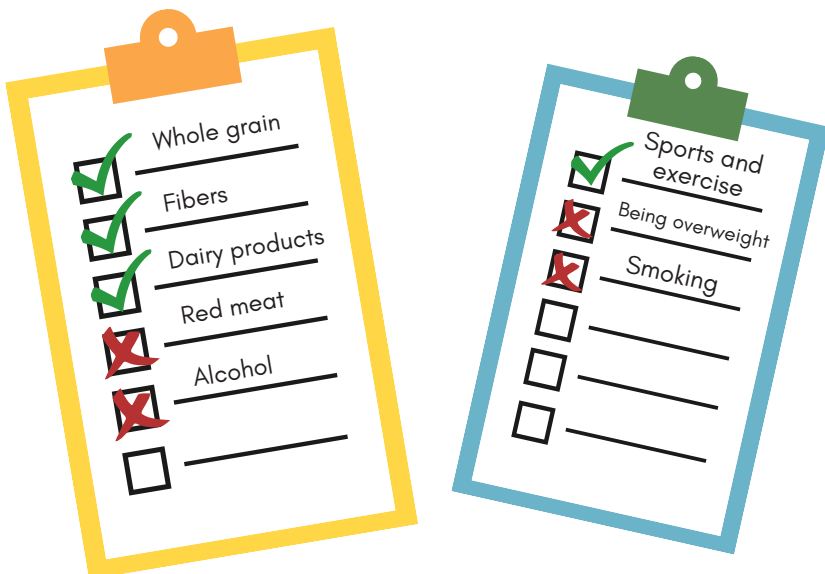 Whole grain
Fibers
Dairy products
Red meat
Alcohol
Sports and
exercise
Being overweight
Smoking